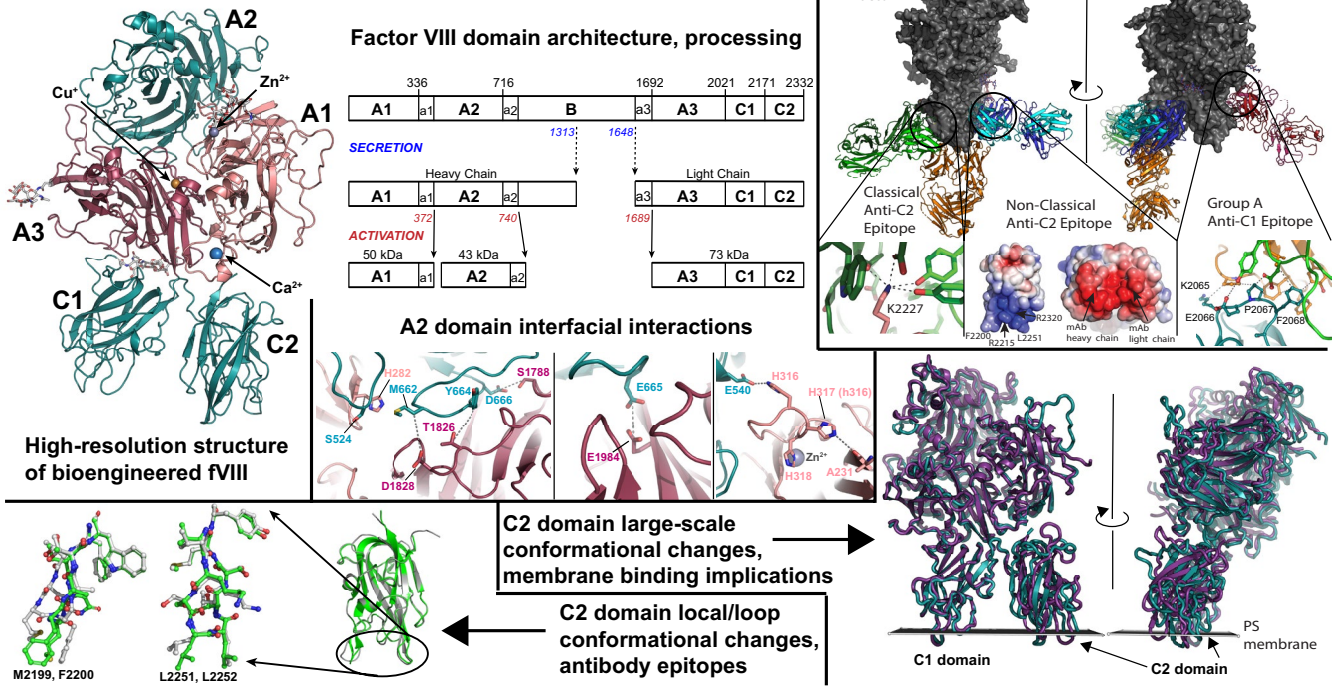 A2
Zn²⁺
Cu⁺
A1
A3
Ca²⁺
C1
C2
High-resolution structure
of bioengineered fVIII
Factor VIII domain architecture, processing
336 716 1692 2021 2171 2332
A1 a1 A2 a2 B a3 A3 C1 C2
1313 1648
SECRETION
Heavy Chain Light Chain
A1 a1 A2 a2 a3 A3 C1 C2
372 740 1689
ACTIVATION
50 kDa 43 kDa 73 kDa
A1 a1 A2 a2 A3 C1 C2
A2 domain interfacial interactions
H282
M662
Y664
D666
S1788
S524
T1826
D1828
E665
E1984
E540
H316
H317 (h316)
Zn²⁺
H318
A231
Classical
Anti-C2
Epitope
Non-Classical
Anti-C2 Epitope
Group A
Anti-C1 Epitope
K2227
R2320
F2200
L2251
R2215
mAb
heavy chain
mAb
light chain
K2065
E2066
P2067
F2068
C2 domain large-scale
conformational changes,
membrane binding implications
C2 domain local/loop
conformational changes,
antibody epitopes
M2199, F2200
L2251, L2252
C1 domain
C2 domain
PS
membrane